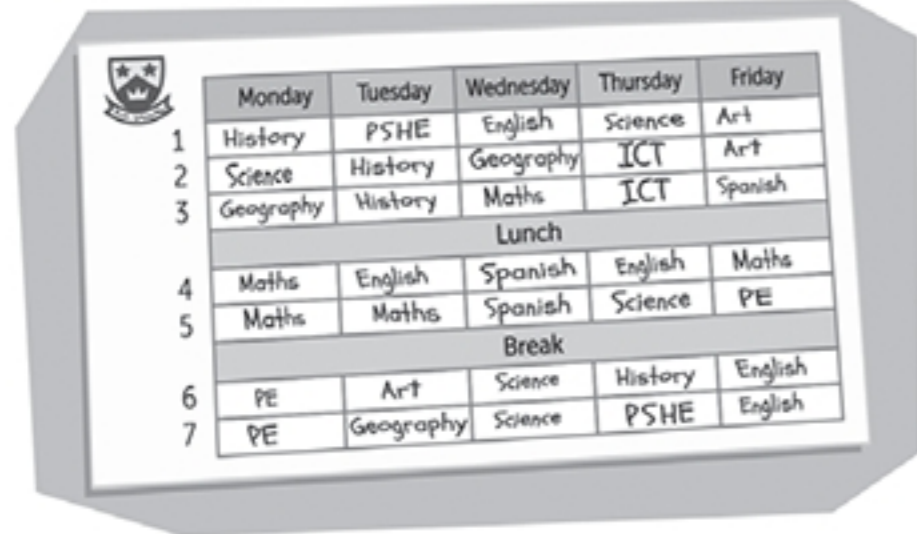 Monday Tuesday Wednesday Thursday Friday
1 History PSHE English Science Art
2 Science History Geography ICT Art
3 Geography History Maths ICT Spanish
Lunch
4 Maths English Spanish English Maths
5 Maths Maths Spanish Science PE
Break
6 PE Art Science History English
7 PE Geography Science PSHE English